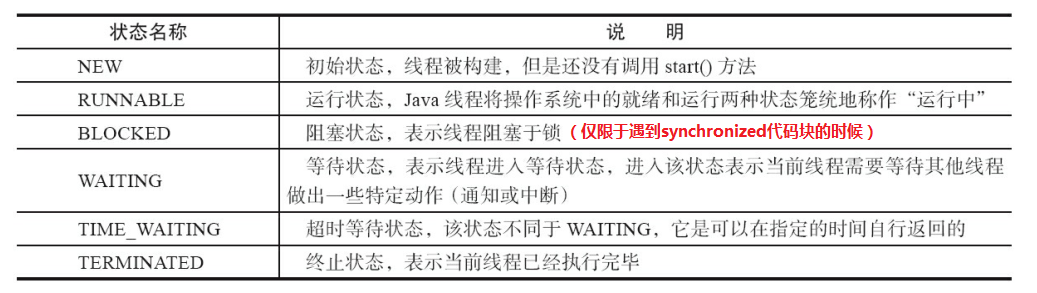 状态名称 说 明
NEW 初始状态，线程被构建，但是还没有调用 start() 方法
RUNNABLE 运行状态，Java 线程将操作系统中的就绪和运行两种状态笼统地称作“运行中”
BLOCKED 阻塞状态，表示线程阻塞于锁（仅限于遇到synchronized代码块的时候）
WAITING 等待状态，表示线程进入等待状态，进入该状态表示当前线程需要等待其他线程
做出一些特定动作（通知或中断）
TIME_WAITING 超时等待状态，该状态不同于 WAITING，它是可以在指定的时间自行返回的
TERMINATED 终止状态，表示当前线程已经执行完毕